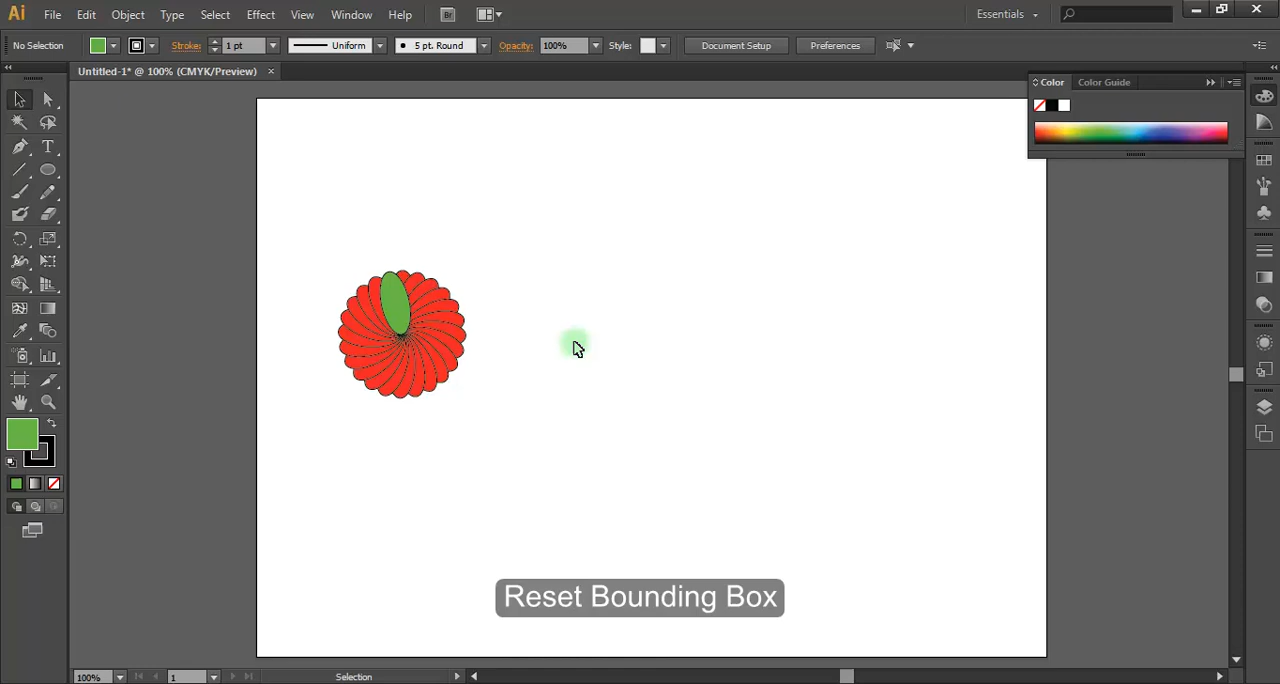 Ai File Edit Object Type Select Effect View Window Help Br Essentials
No Selection Stroke: 1 pt Uniform 5 pt. Round Opacity: 100% Style: Document Setup Preferences
Untitled-1* @ 100% (CMYK/Preview) ×
Color Color Guide
T
Reset Bounding Box
100% 1 Selection